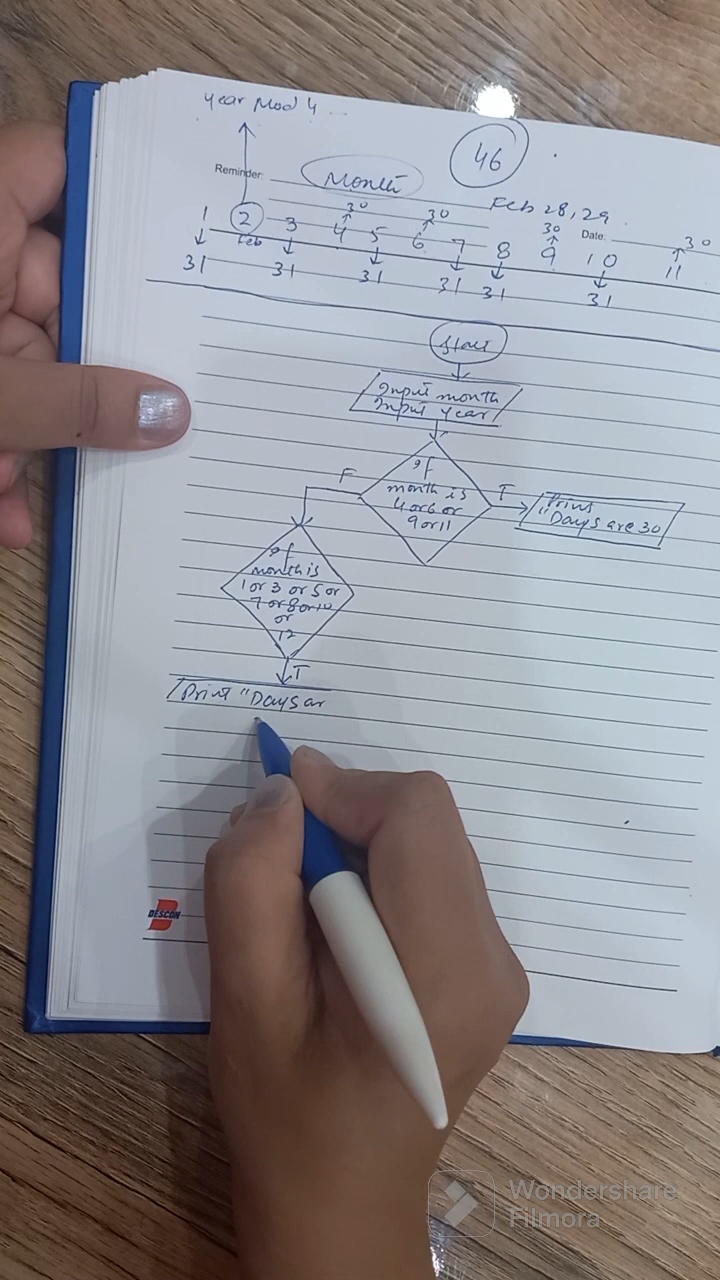 Year Mod 4 ...
46
Reminder:
Month
Feb 28, 29
Date:
30 30 30 30
1 2 3 4 5 6 7 8 9 10 11
Feb
31 31 31 31 31 31
Start
Input month
Input year
If
month is
4 or 6 or
9 or 11
F
T
Print
"Days are 30
If
month is
1 or 3 or 5 or
7 or 8 or 10
or
12
T
Print "Days ar
DESCON
Wondershare
Filmora